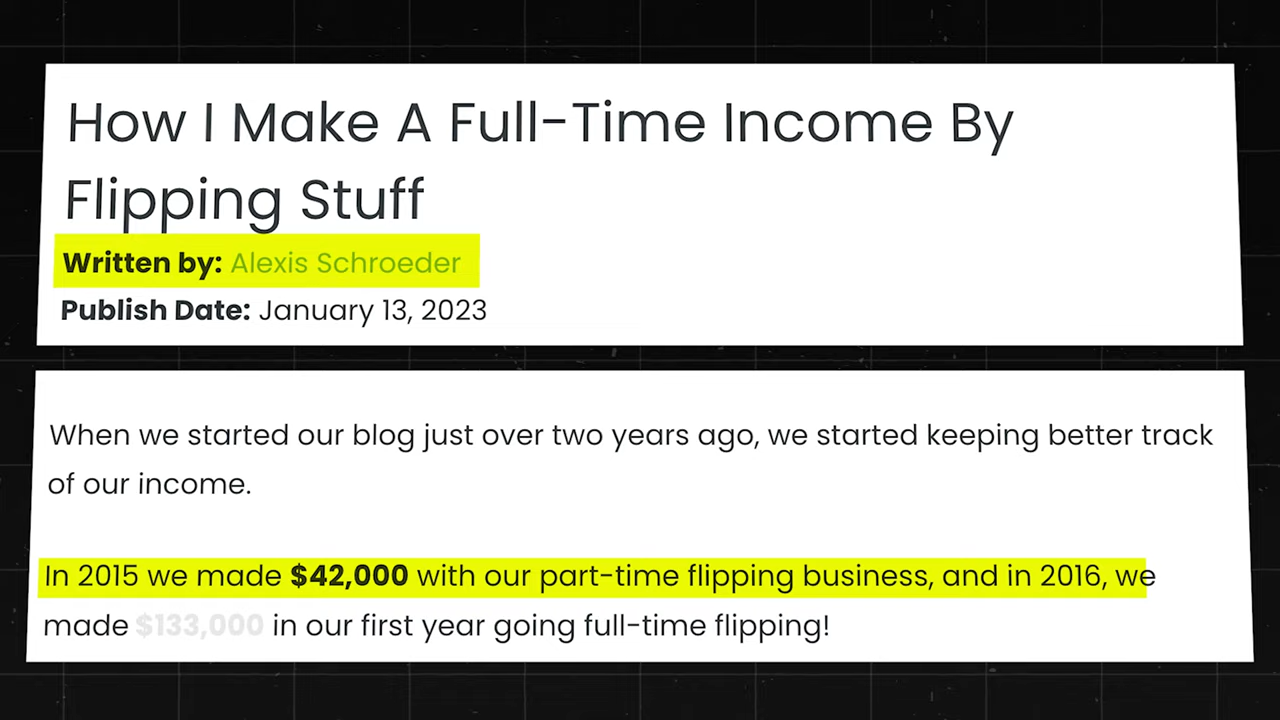 How I Make A Full-Time Income By
Flipping Stuff
Written by: Alexis Schroeder
Publish Date: January 13, 2023
When we started our blog just over two years ago, we started keeping better track
of our income.
In 2015 we made $42,000 with our part-time flipping business, and in 2016, we
made $133,000 in our first year going full-time flipping!